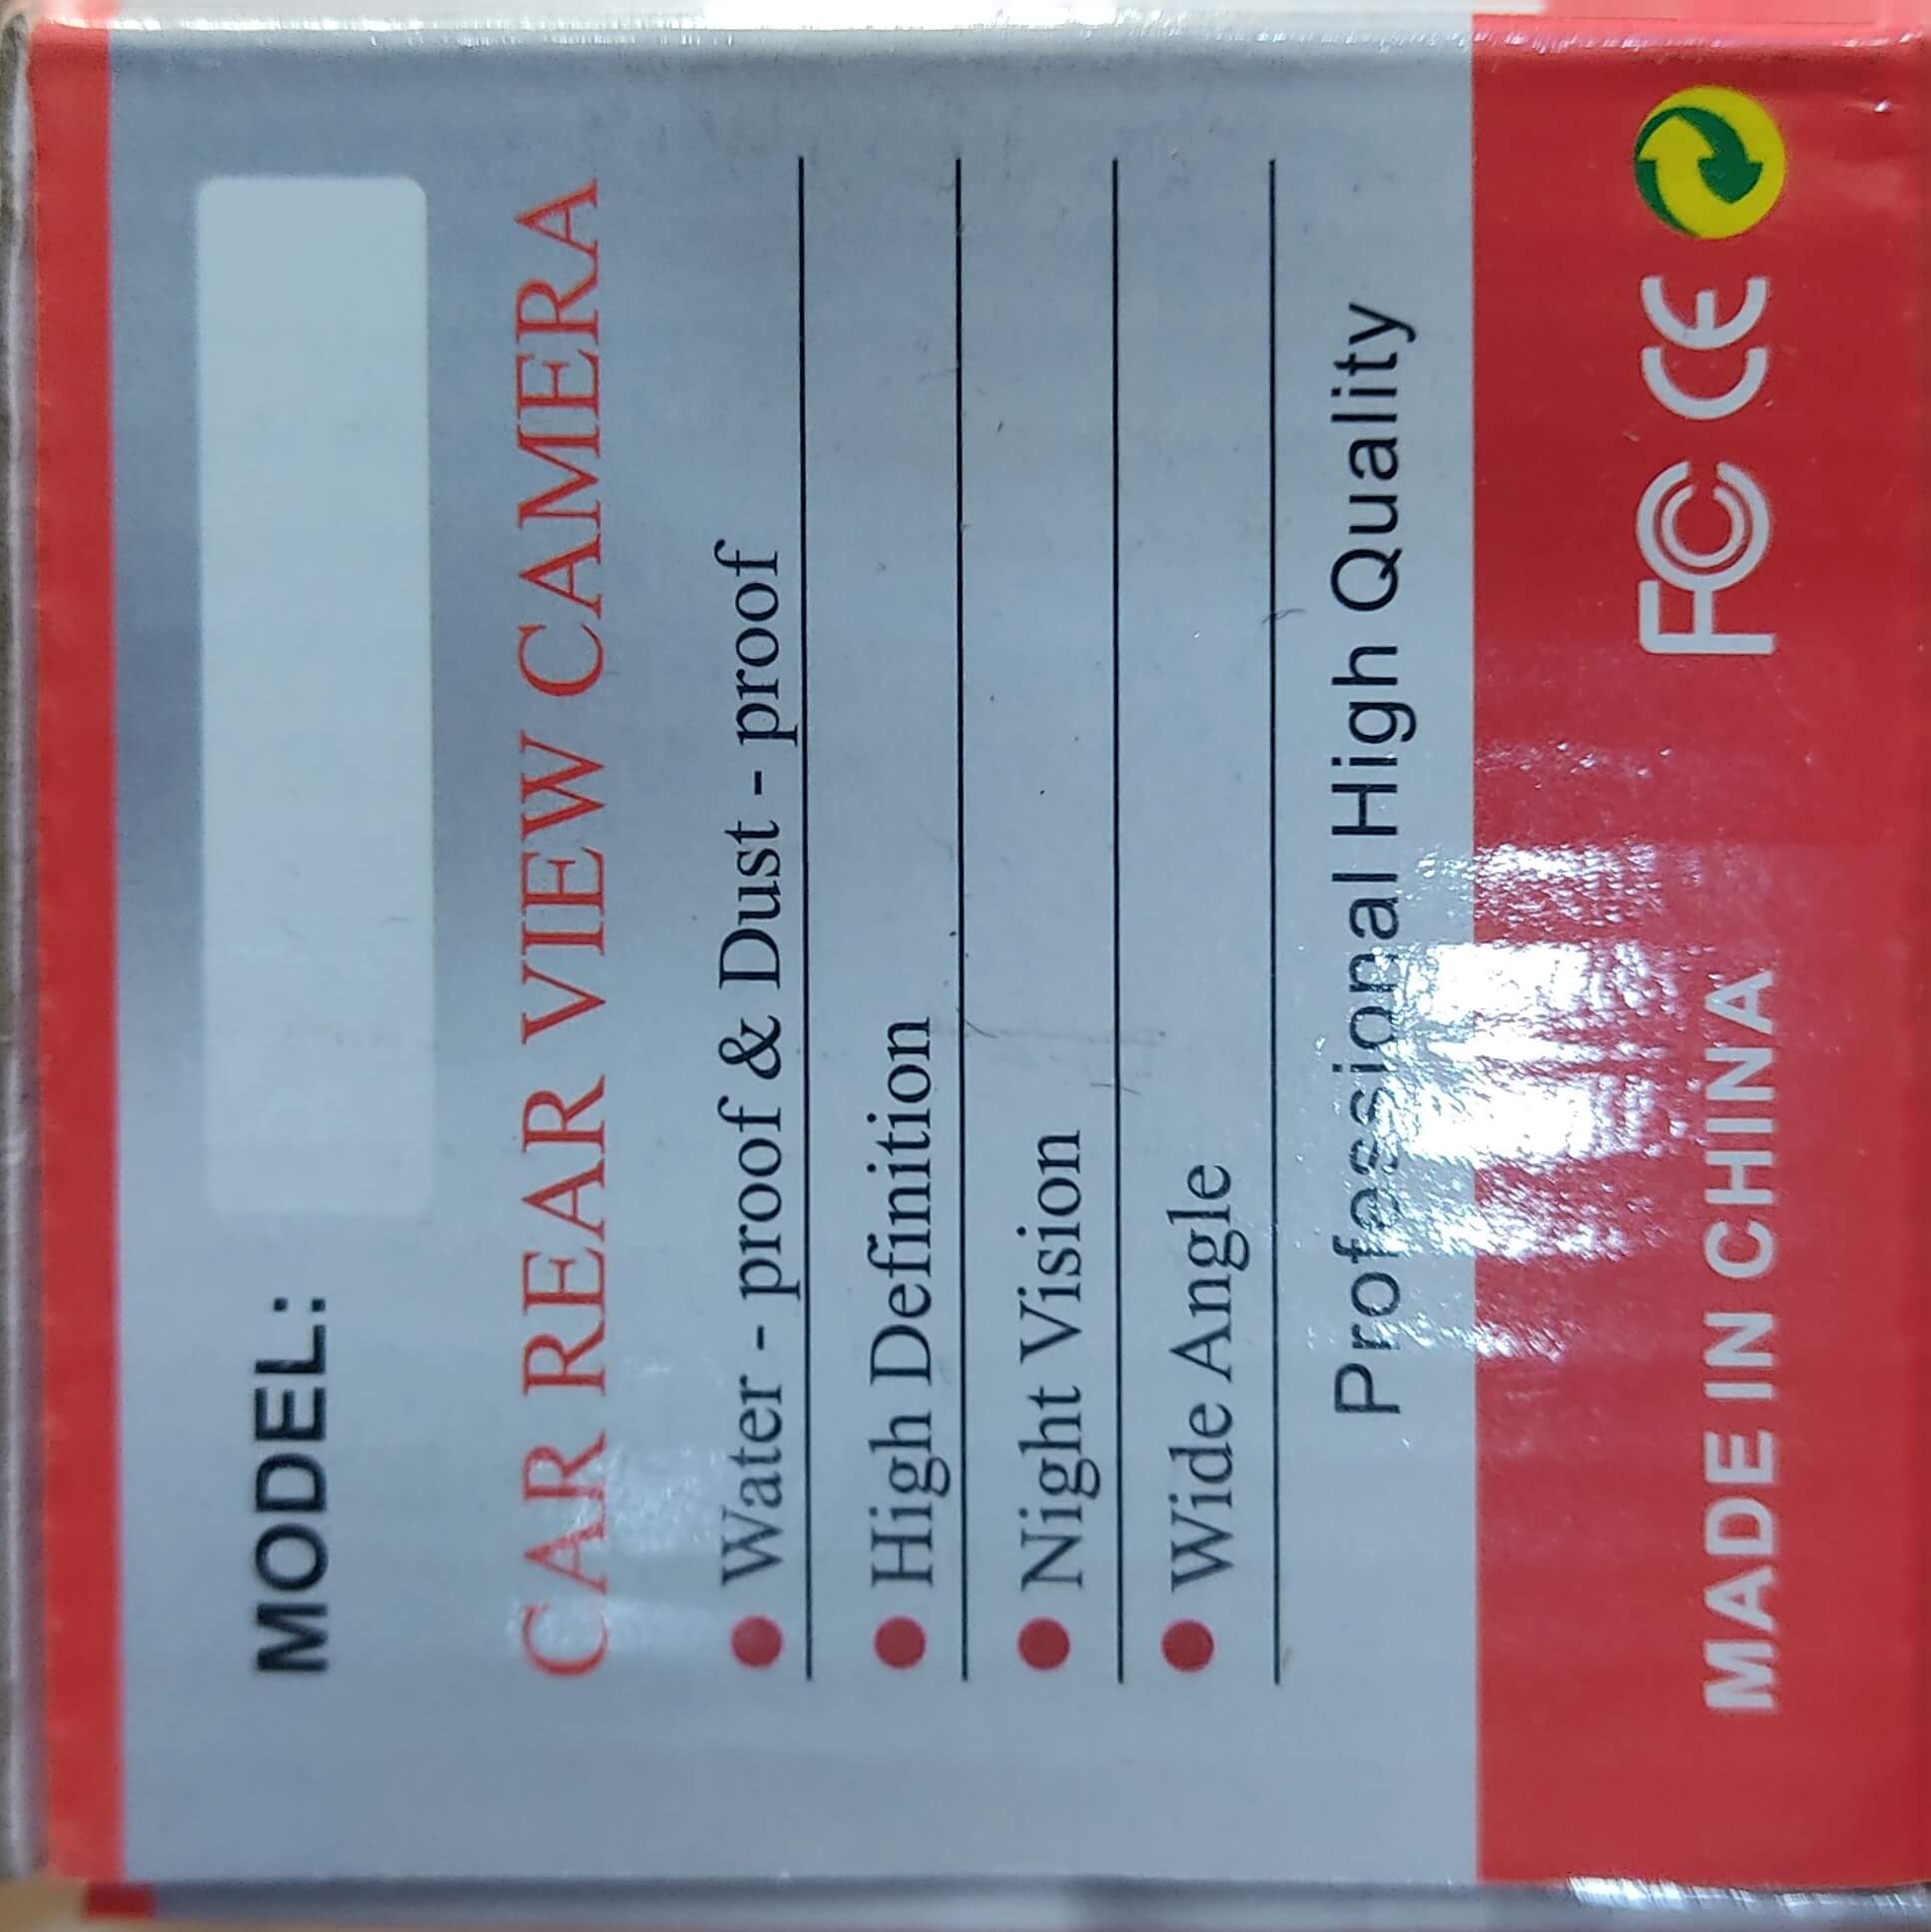 MODEL:
CAR REAR VIEW CAMERA
Water - proof & Dust - proof
High Definition
Night Vision
Wide Angle
Professional High Quality
MADE IN CHINA FC CE